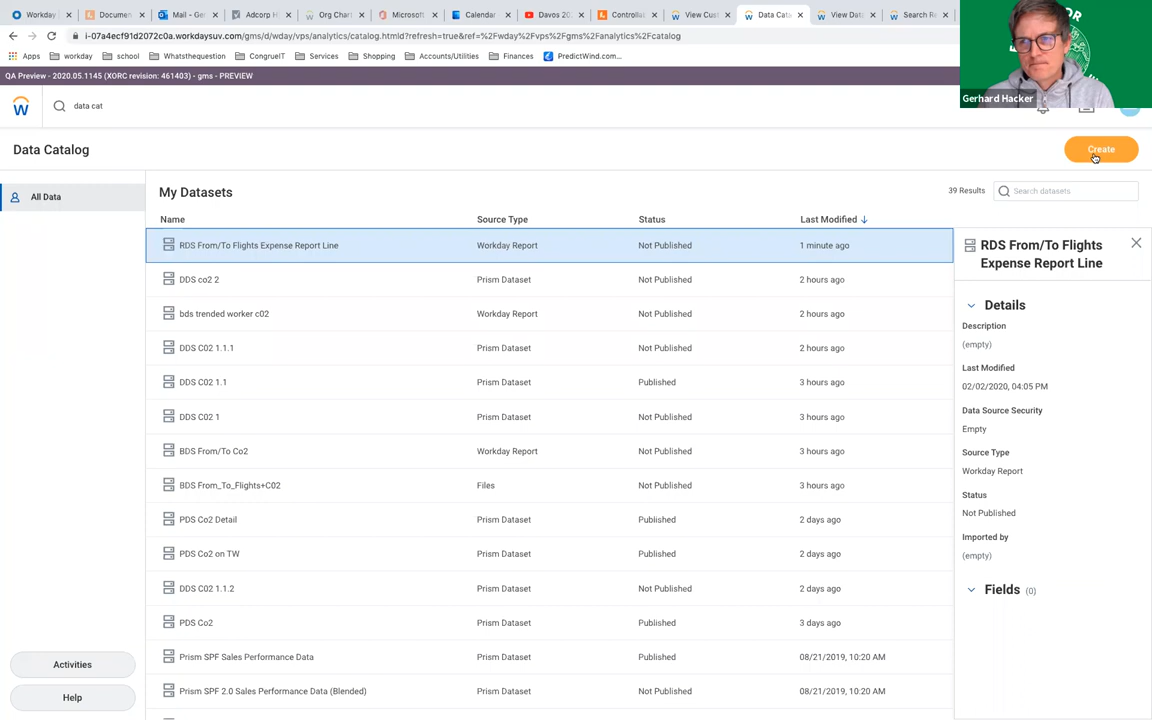 Workday
Documen
Mail - Ger
Adcorp H
Org Chart
Microsoft
Calendar
Davos 20
Controlla
View Cus
Data Cata
View Data
Search Re
i-07a4ecf91d2072c0a.workdaysuv.com/gms/d/wday/vps/analytics/catalog.htmld?refresh=true&ref=%2Fwday%2Fvps%2Fgms%2Fanalytics%2Fcatalog
Apps
workday
school
Whatsthequestion
CongrueIT
Services
Shopping
Accounts/Utilities
Finances
PredictWind.com...
QA Preview - 2020.05.1145 (XORC revision: 461403) - gms - PREVIEW
Gerhard Hacker
data cat
Data Catalog
Create
All Data
My Datasets
39 Results
Search datasets
Name Source Type Status Last Modified
RDS From/To Flights Expense Report Line Workday Report Not Published 1 minute ago
DDS co2 2 Prism Dataset Not Published 2 hours ago
bds trended worker c02 Workday Report Not Published 2 hours ago
DDS C02 1.1.1 Prism Dataset Not Published 2 hours ago
DDS C02 1.1 Prism Dataset Published 3 hours ago
DDS C02 1 Prism Dataset Not Published 3 hours ago
BDS From/To Co2 Workday Report Not Published 3 hours ago
BDS From_To_Flights+C02 Files Not Published 3 hours ago
PDS Co2 Detail Prism Dataset Published 2 days ago
PDS Co2 on TW Prism Dataset Published 2 days ago
DDS C02 1.1.2 Prism Dataset Not Published 2 days ago
PDS Co2 Prism Dataset Published 3 days ago
Prism SPF Sales Performance Data Prism Dataset Published 08/21/2019, 10:20 AM
Prism SPF 2.0 Sales Performance Data (Blended) Prism Dataset Not Published 08/21/2019, 10:20 AM
RDS From/To Flights
Expense Report Line
Details
Description
(empty)
Last Modified
02/02/2020, 04:05 PM
Data Source Security
Empty
Source Type
Workday Report
Status
Not Published
Imported by
(empty)
Fields (0)
Activities
Help